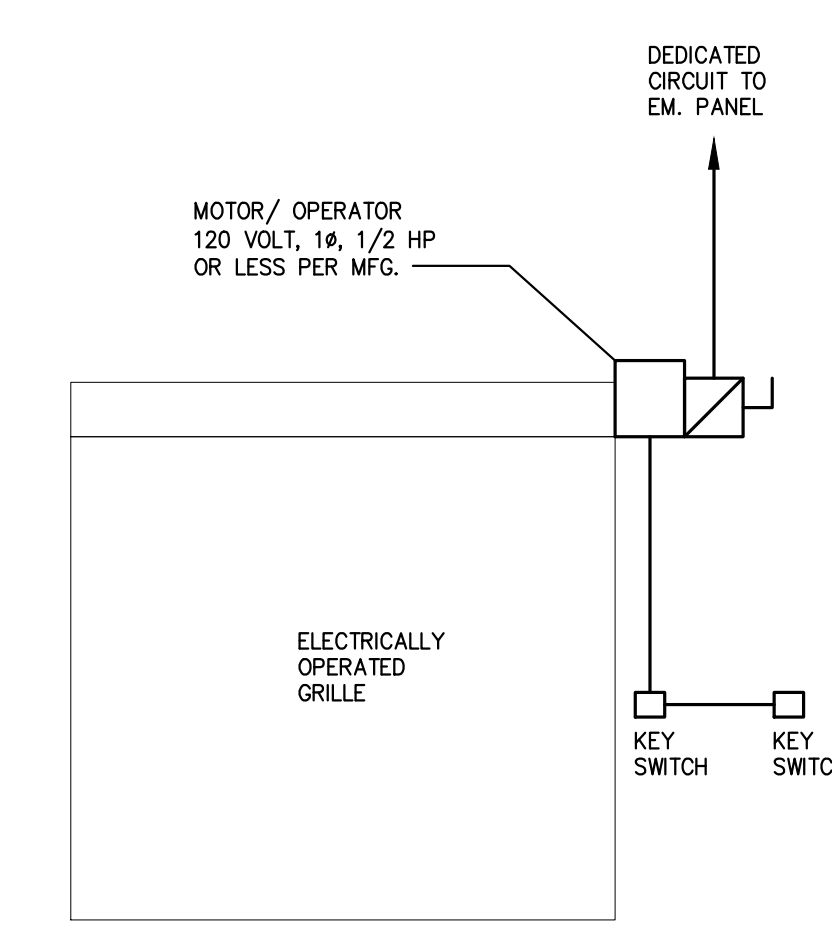 DEDICATED
CIRCUIT TO
EM. PANEL
MOTOR/ OPERATOR
120 VOLT, 1ø, 1/2 HP
OR LESS PER MFG.
ELECTRICALLY
OPERATED
GRILLE
KEY
SWITCH
KEY
SWITC